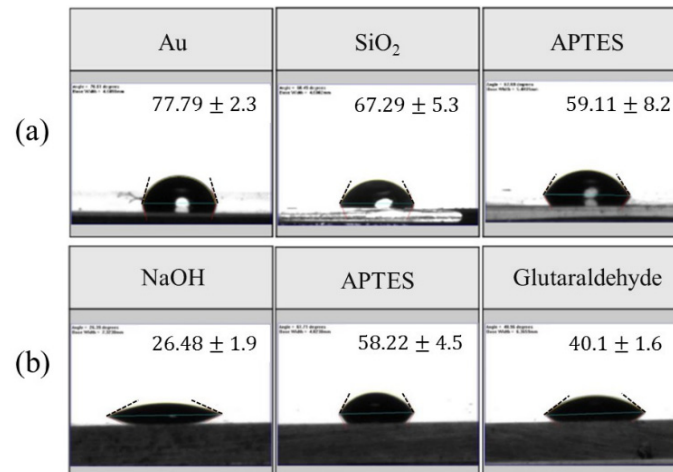 Au
SiO₂
APTES
77.79 ± 2.3
67.29 ± 5.3
59.11 ± 8.2
(a)
NaOH
APTES
Glutaraldehyde
26.48 ± 1.9
58.22 ± 4.5
40.1 ± 1.6
(b)